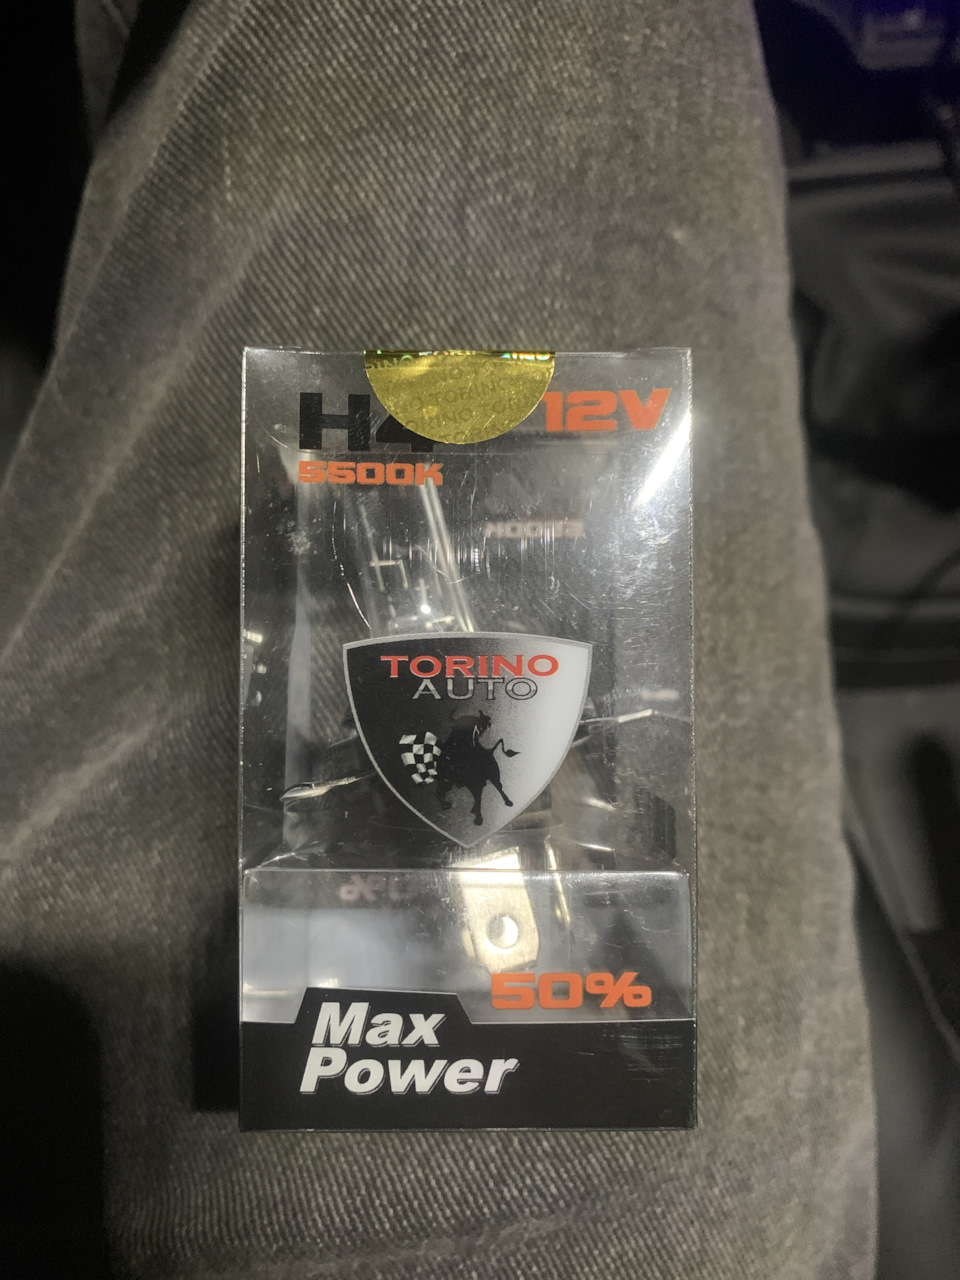 H4 12V
5500K
TORINO
AUTO
50%
Max
Power